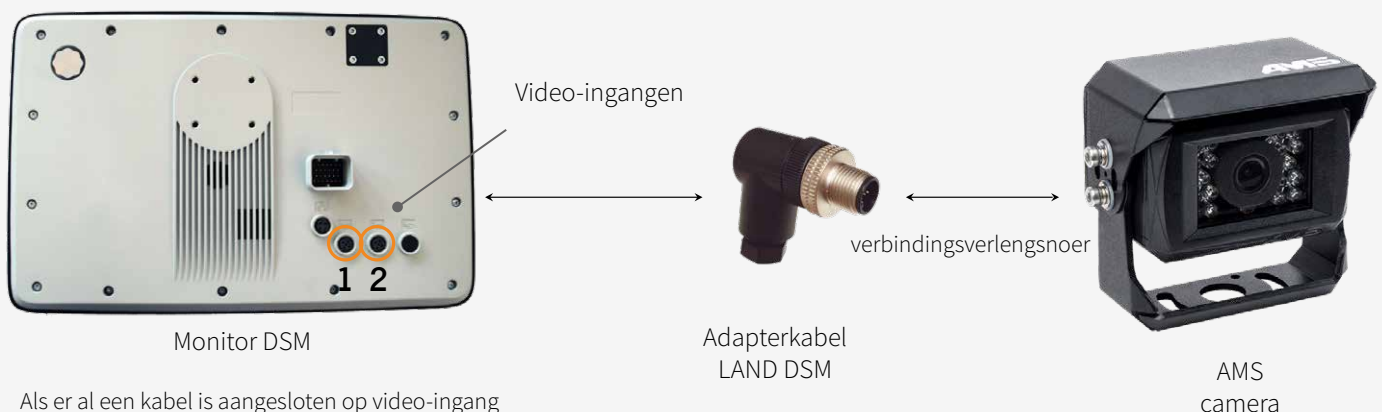 Video-ingangen
AMS
verbindingsverlengsnoer
1 2
Monitor DSM
Adapterkabel
LAND DSM
AMS
camera
Als er al een kabel is aangesloten op video-ingang